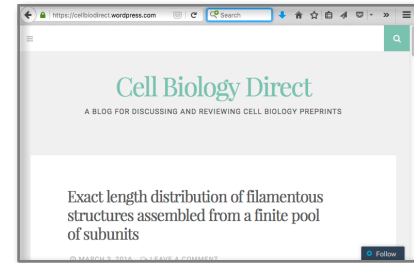 https://cellbiodirect.wordpress.com
Search
Cell Biology Direct
A BLOG FOR DISCUSSING AND REVIEWING CELL BIOLOGY PREPRINTS
Exact length distribution of filamentous
structures assembled from a finite pool
of subunits
MARCH 3, 2016 LEAVE A COMMENT
Follow